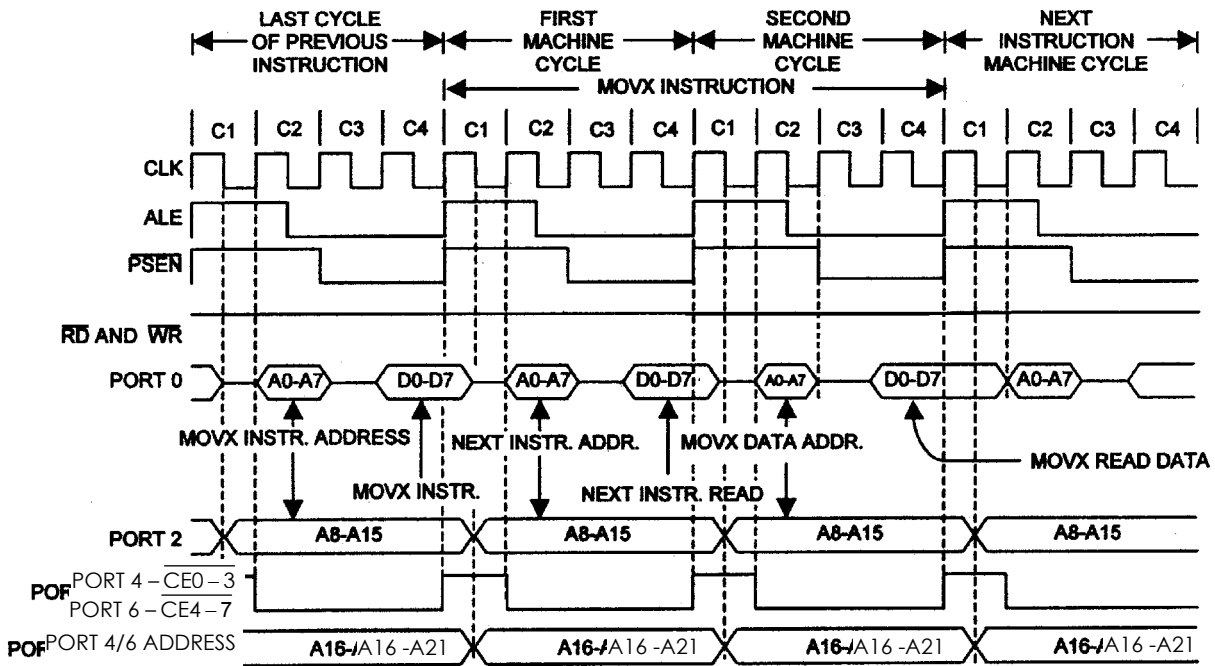 LAST CYCLE
OF PREVIOUS
INSTRUCTION
FIRST
MACHINE
CYCLE
SECOND
MACHINE
CYCLE
NEXT
INSTRUCTION
MACHINE CYCLE
MOVX INSTRUCTION
C1 C2 C3 C4 C1 C2 C3 C4 C1 C2 C3 C4 C1 C2 C3 C4
CLK
ALE
PSEN
RD AND WR
PORT 0 A0-A7 D0-D7 A0-A7 D0-D7 A0-A7 D0-D7 A0-A7
MOVX INSTR. ADDRESS NEXT INSTR. ADDR. MOVX DATA ADDR.
MOVX READ DATA
MOVX INSTR. NEXT INSTR. READ
PORT 2 A8-A15 A8-A15 A8-A15 A8-A15
PORT 4 – CE0 – 3
PORT 6 – CE4 – 7
PORT 4/6 ADDRESS A16 -A21 A16 -A21 A16 -A21 A16 -A21